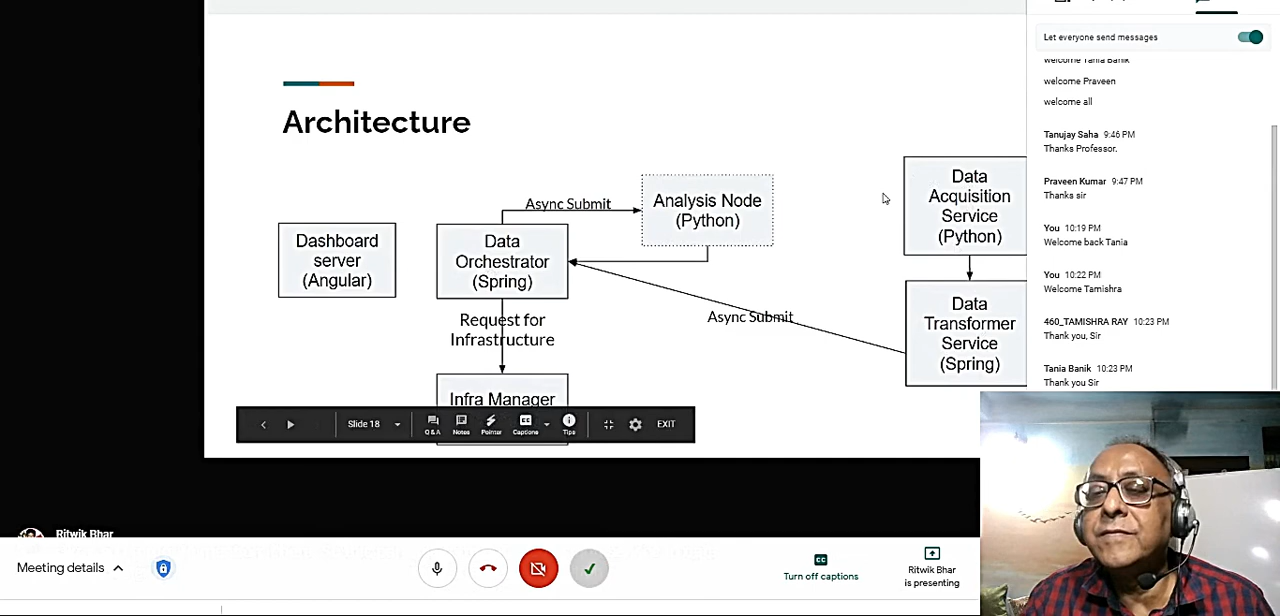 Architecture
Async Submit
Analysis Node
(Python)
Data
Acquisition
Service
(Python)
Dashboard
server
(Angular)
Data
Orchestrator
(Spring)
Request for
Infrastructure
Async Submit
Data
Transformer
Service
(Spring)
Infra Manager
Slide 18
Q & A
Notes
Pointer
Captions
Tips
EXIT
Let everyone send messages
welcome Tania Banik
welcome Praveen
welcome all
Tanujay Saha 9:46 PM
Thanks Professor.
Praveen Kumar 9:47 PM
Thanks sir
You 10:19 PM
Welcome back Tania
You 10:22 PM
Welcome Tamishra
460_TAMISHRA RAY 10:23 PM
Thank you, Sir
Tania Banik 10:23 PM
Thank you Sir
Ritwik Bhar
Meeting details
CC
Turn off captions
Ritwik Bhar
is presenting